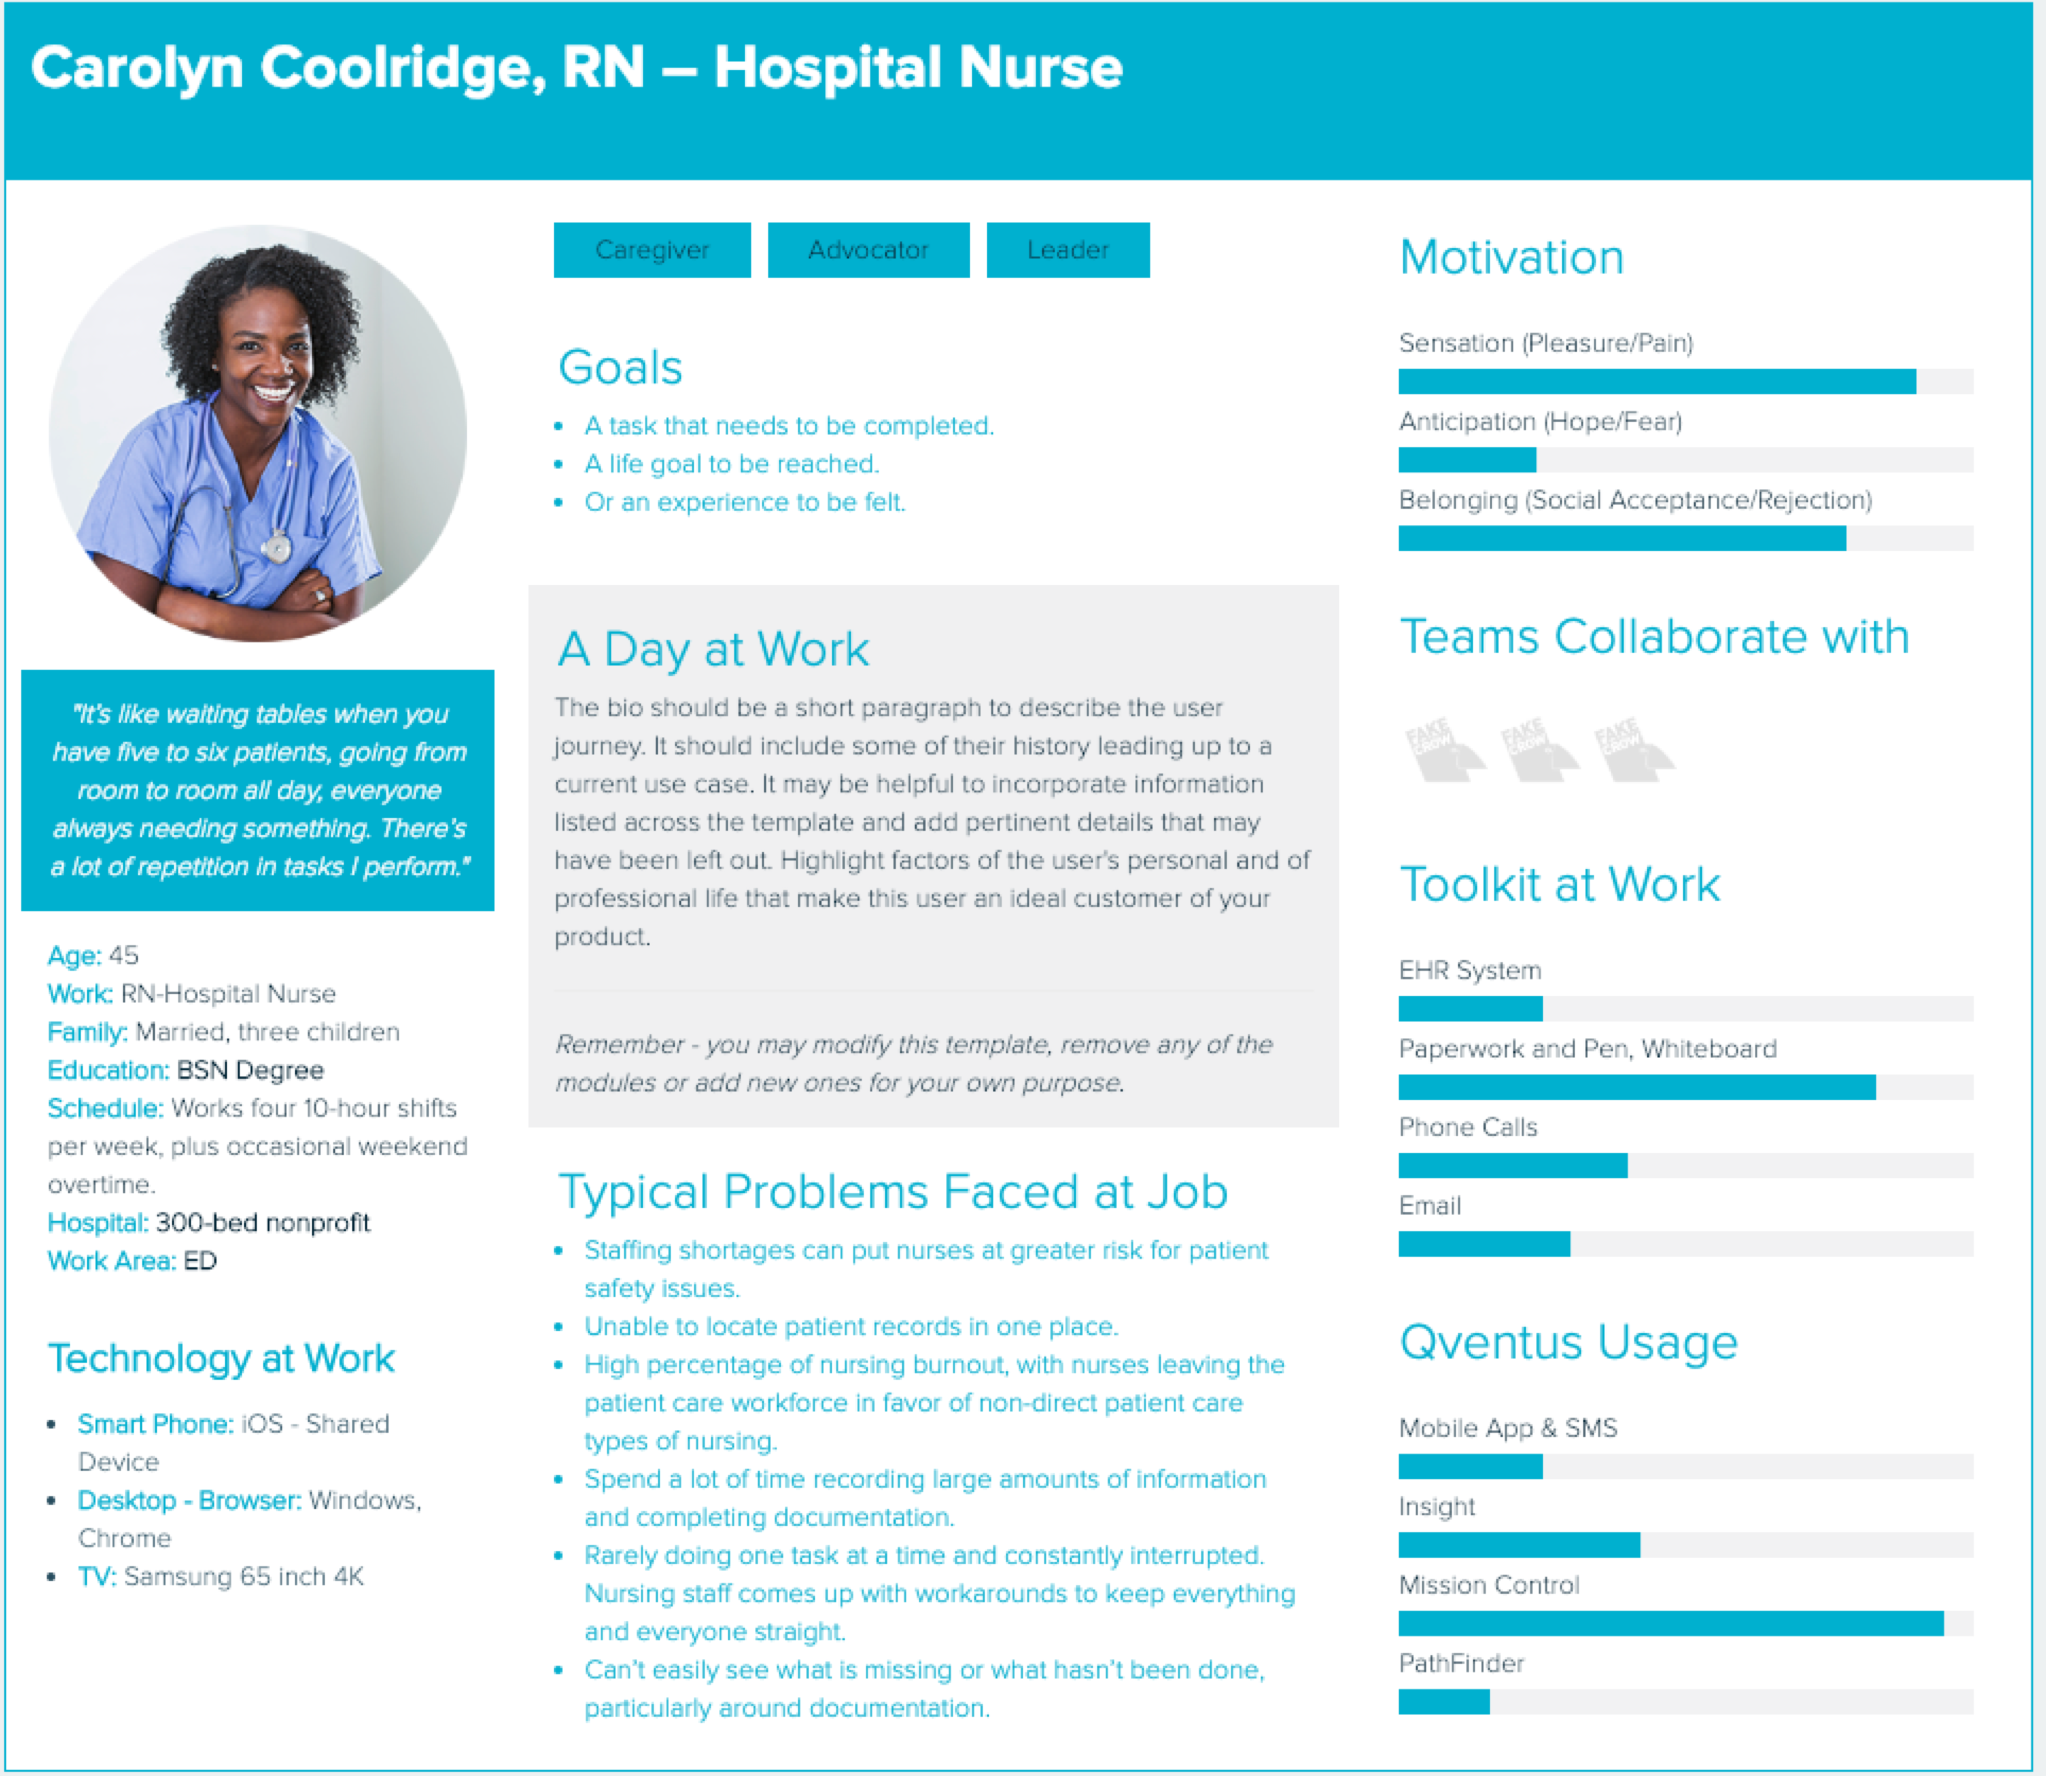 Carolyn Coolridge, RN – Hospital Nurse
"It's like waiting tables when you
have five to six patients, going from
room to room all day, everyone
always needing something. There's
a lot of repetition in tasks I perform."
Age: 45
Work: RN-Hospital Nurse
Family: Married, three children
Education: BSN Degree
Schedule: Works four 10-hour shifts
per week, plus occasional weekend
overtime.
Hospital: 300-bed nonprofit
Work Area: ED
Technology at Work
• Smart Phone: iOS - Shared
Device
• Desktop - Browser: Windows,
Chrome
• TV: Samsung 65 inch 4K
Caregiver
Advocator
Leader
Goals
• A task that needs to be completed.
• A life goal to be reached.
• Or an experience to be felt.
A Day at Work
The bio should be a short paragraph to describe the user
journey. It should include some of their history leading up to a
current use case. It may be helpful to incorporate information
listed across the template and add pertinent details that may
have been left out. Highlight factors of the user's personal and of
professional life that make this user an ideal customer of your
product.
Remember - you may modify this template, remove any of the
modules or add new ones for your own purpose.
Typical Problems Faced at Job
• Staffing shortages can put nurses at greater risk for patient
safety issues.
• Unable to locate patient records in one place.
• High percentage of nursing burnout, with nurses leaving the
patient care workforce in favor of non-direct patient care
types of nursing.
• Spend a lot of time recording large amounts of information
and completing documentation.
• Rarely doing one task at a time and constantly interrupted.
Nursing staff comes up with workarounds to keep everything
and everyone straight.
• Can't easily see what is missing or what hasn't been done,
particularly around documentation.
Motivation
Sensation (Pleasure/Pain)
Anticipation (Hope/Fear)
Belonging (Social Acceptance/Rejection)
Teams Collaborate with
FAKE
CROW
FAKE
CROW
FAKE
CROW
Toolkit at Work
EHR System
Paperwork and Pen, Whiteboard
Phone Calls
Email
Qventus Usage
Mobile App & SMS
Insight
Mission Control
PathFinder